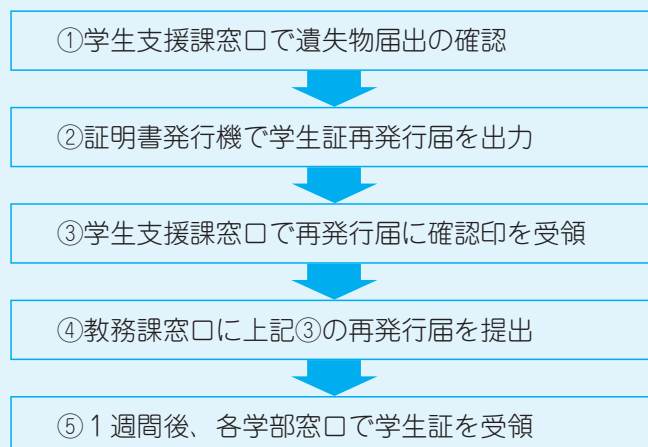 ①学生支援課窓口で遺失物届出の確認
②証明書発行機で学生証再発行届を出力
③学生支援課窓口で再発行届に確認印を受領
④教務課窓口に上記③の再発行届を提出
⑤１週間後、各学部窓口で学生証を受領